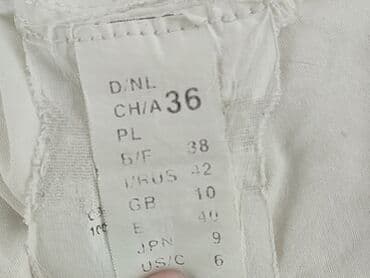 D/NL
CH/A 36
PL
B/F 38
I/RUS 42
GB 10
E 40
JPN 9
US/C 6